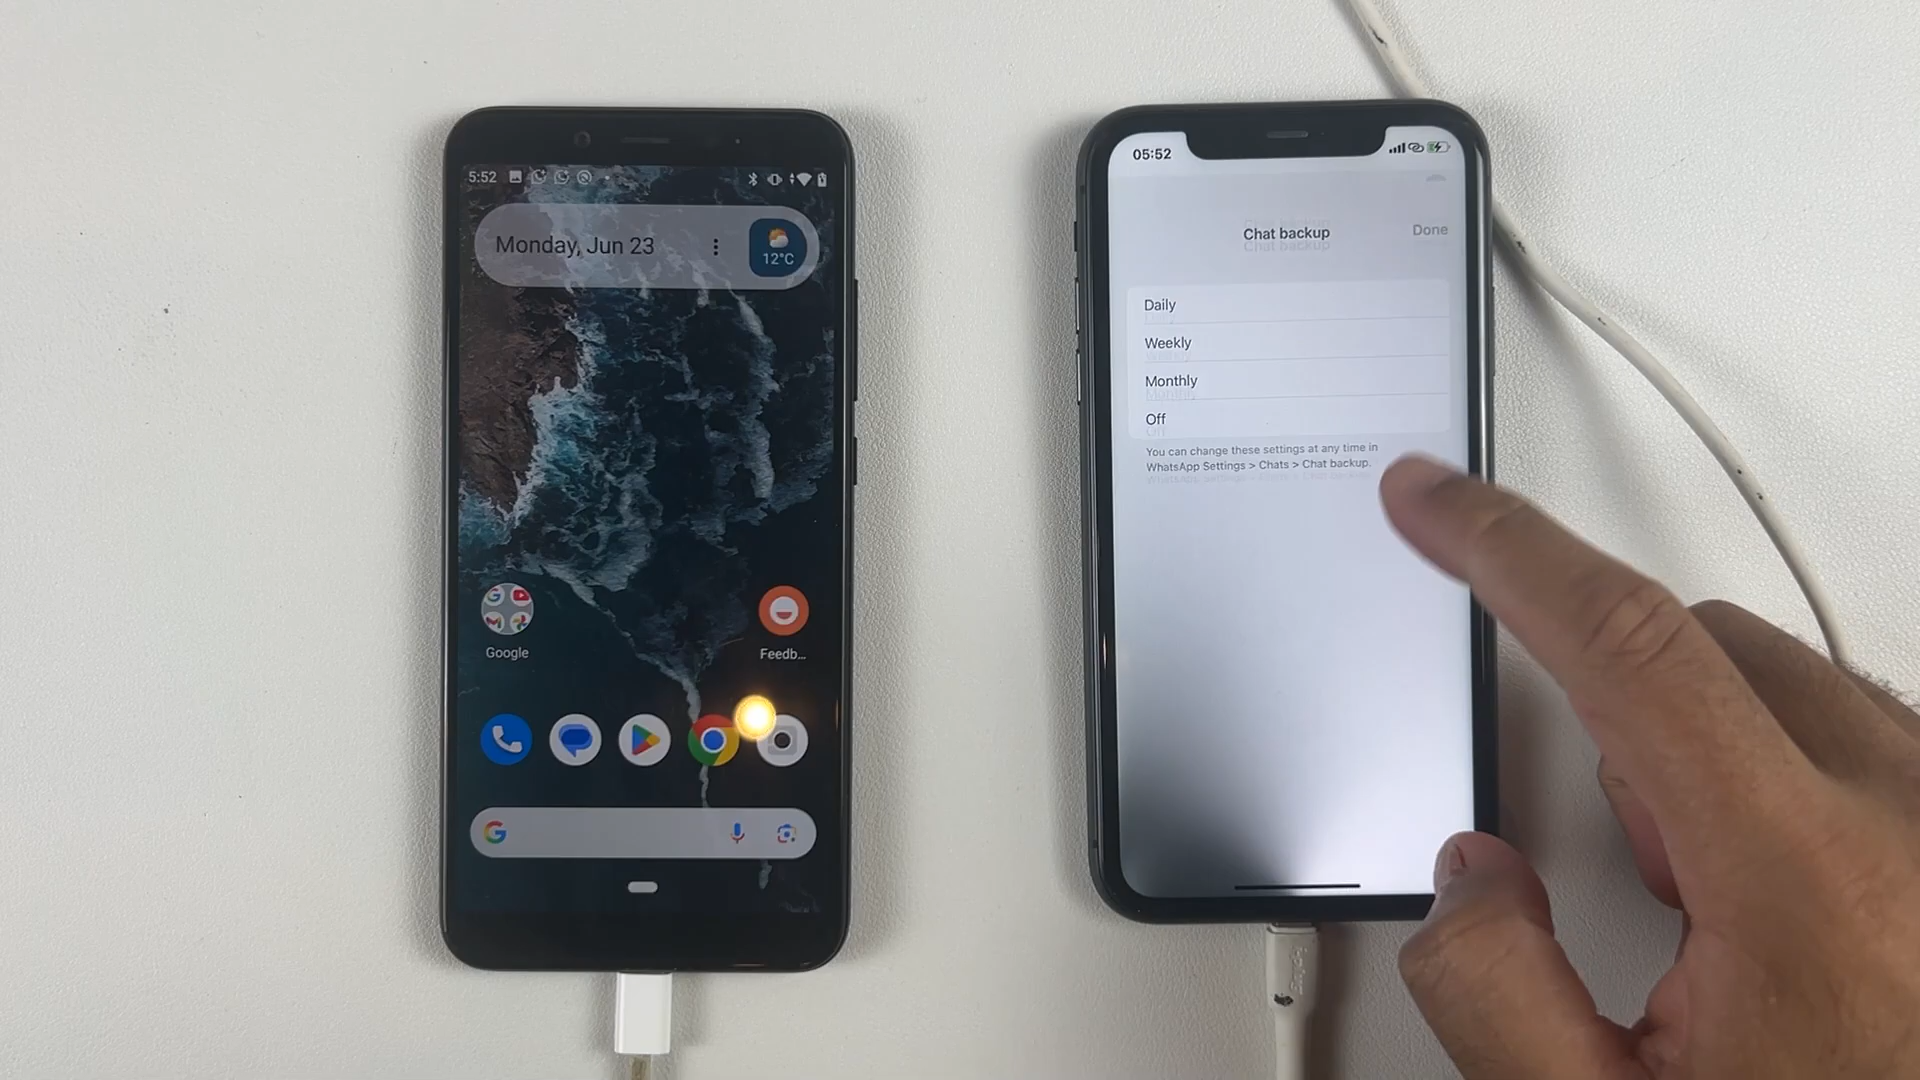 5:52
Monday, Jun 23
12°C
Google
Feedb...
05:52
Chat backup
Done
Daily
Weekly
Monthly
Off
You can change these settings at any time in
WhatsApp Settings > Chats > Chat backup.